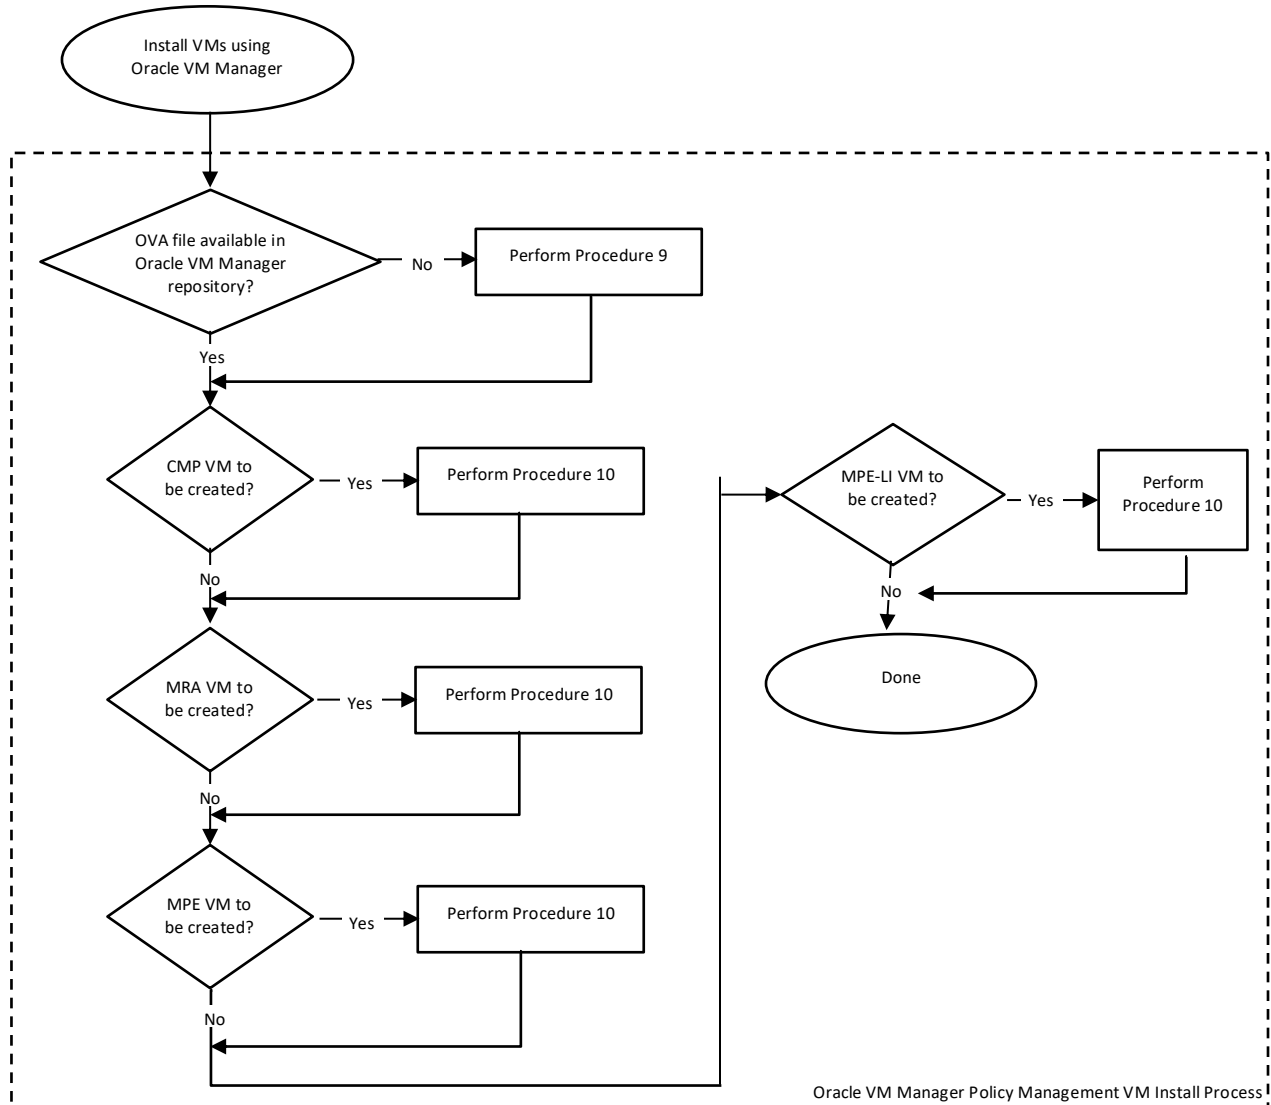 Install VMs using
Oracle VM Manager
OVA file available in
Oracle VM Manager
repository?
No
Perform Procedure 9
Yes
CMP VM to
be created?
Yes
Perform Procedure 10
No
MRA VM to
be created?
Yes
Perform Procedure 10
No
MPE VM to
be created?
Yes
Perform Procedure 10
No
MPE-LI VM to
be created?
Yes
Perform
Procedure 10
No
Done
Oracle VM Manager Policy Management VM Install Process